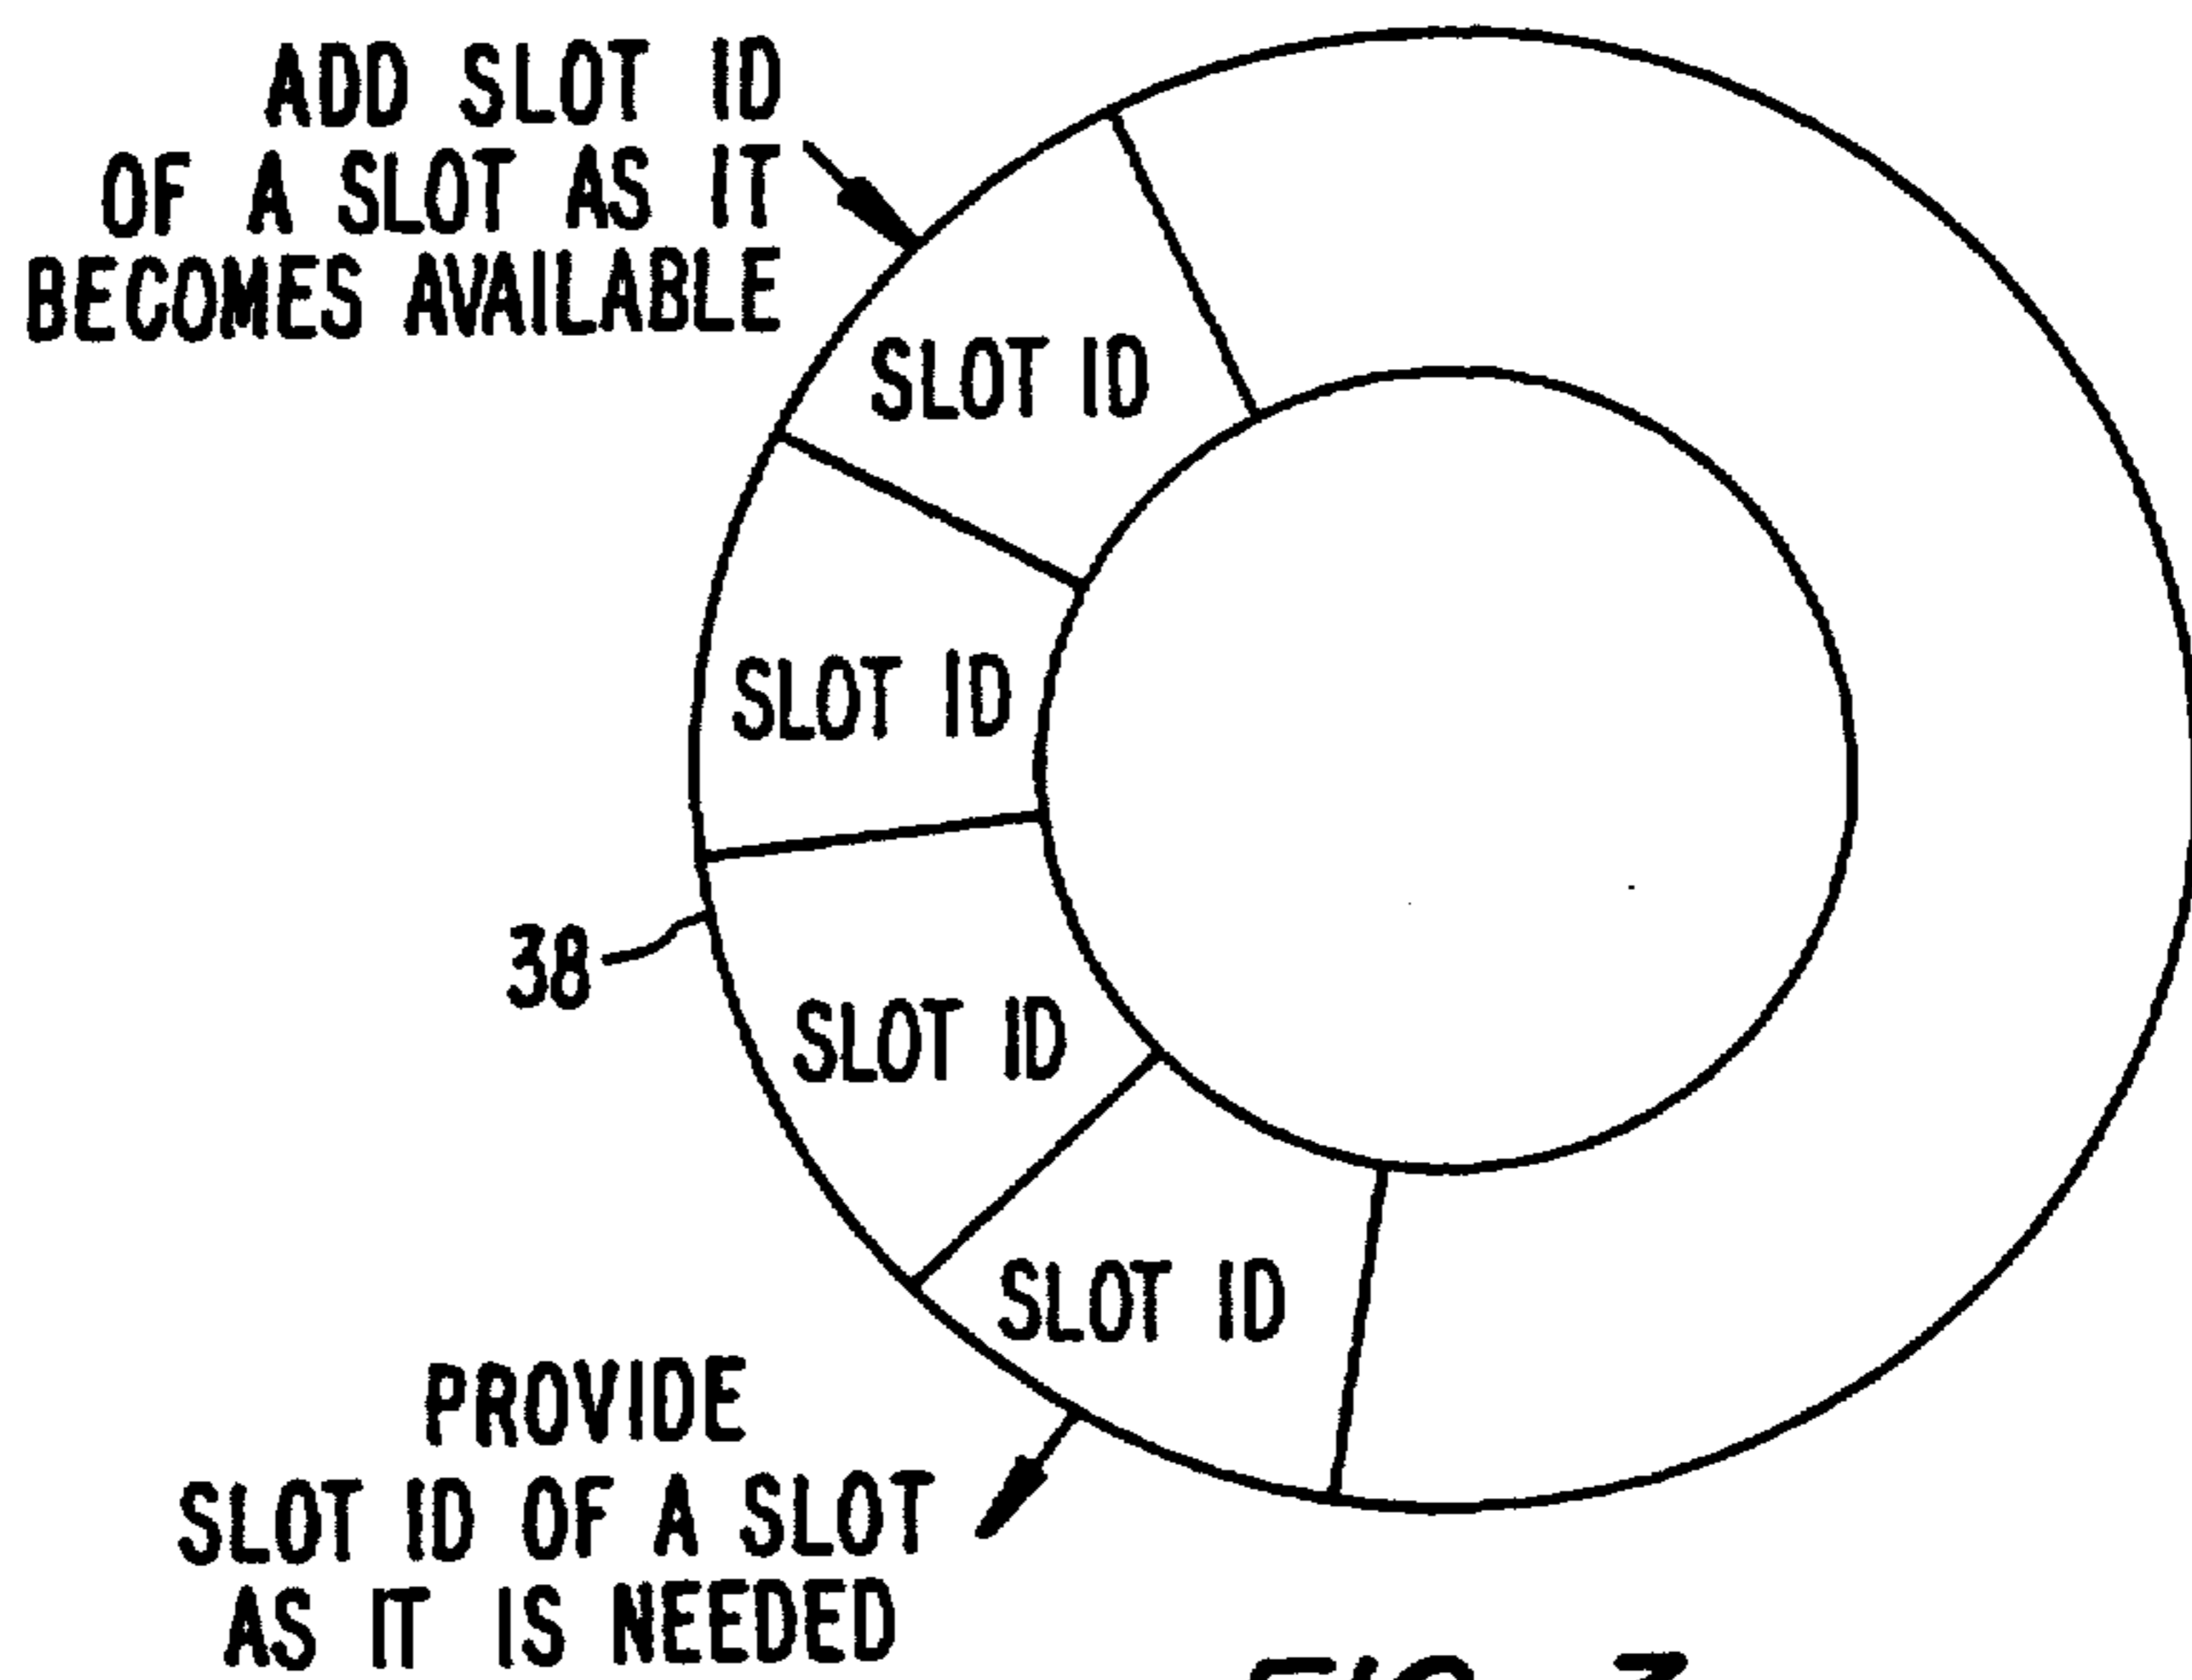 ADD SLOT ID
OF A SLOT AS IT
BECOMES AVAILABLE
SLOT ID
SLOT ID
38
SLOT ID
SLOT ID
PROVIDE
SLOT ID OF A SLOT
AS IT IS NEEDED